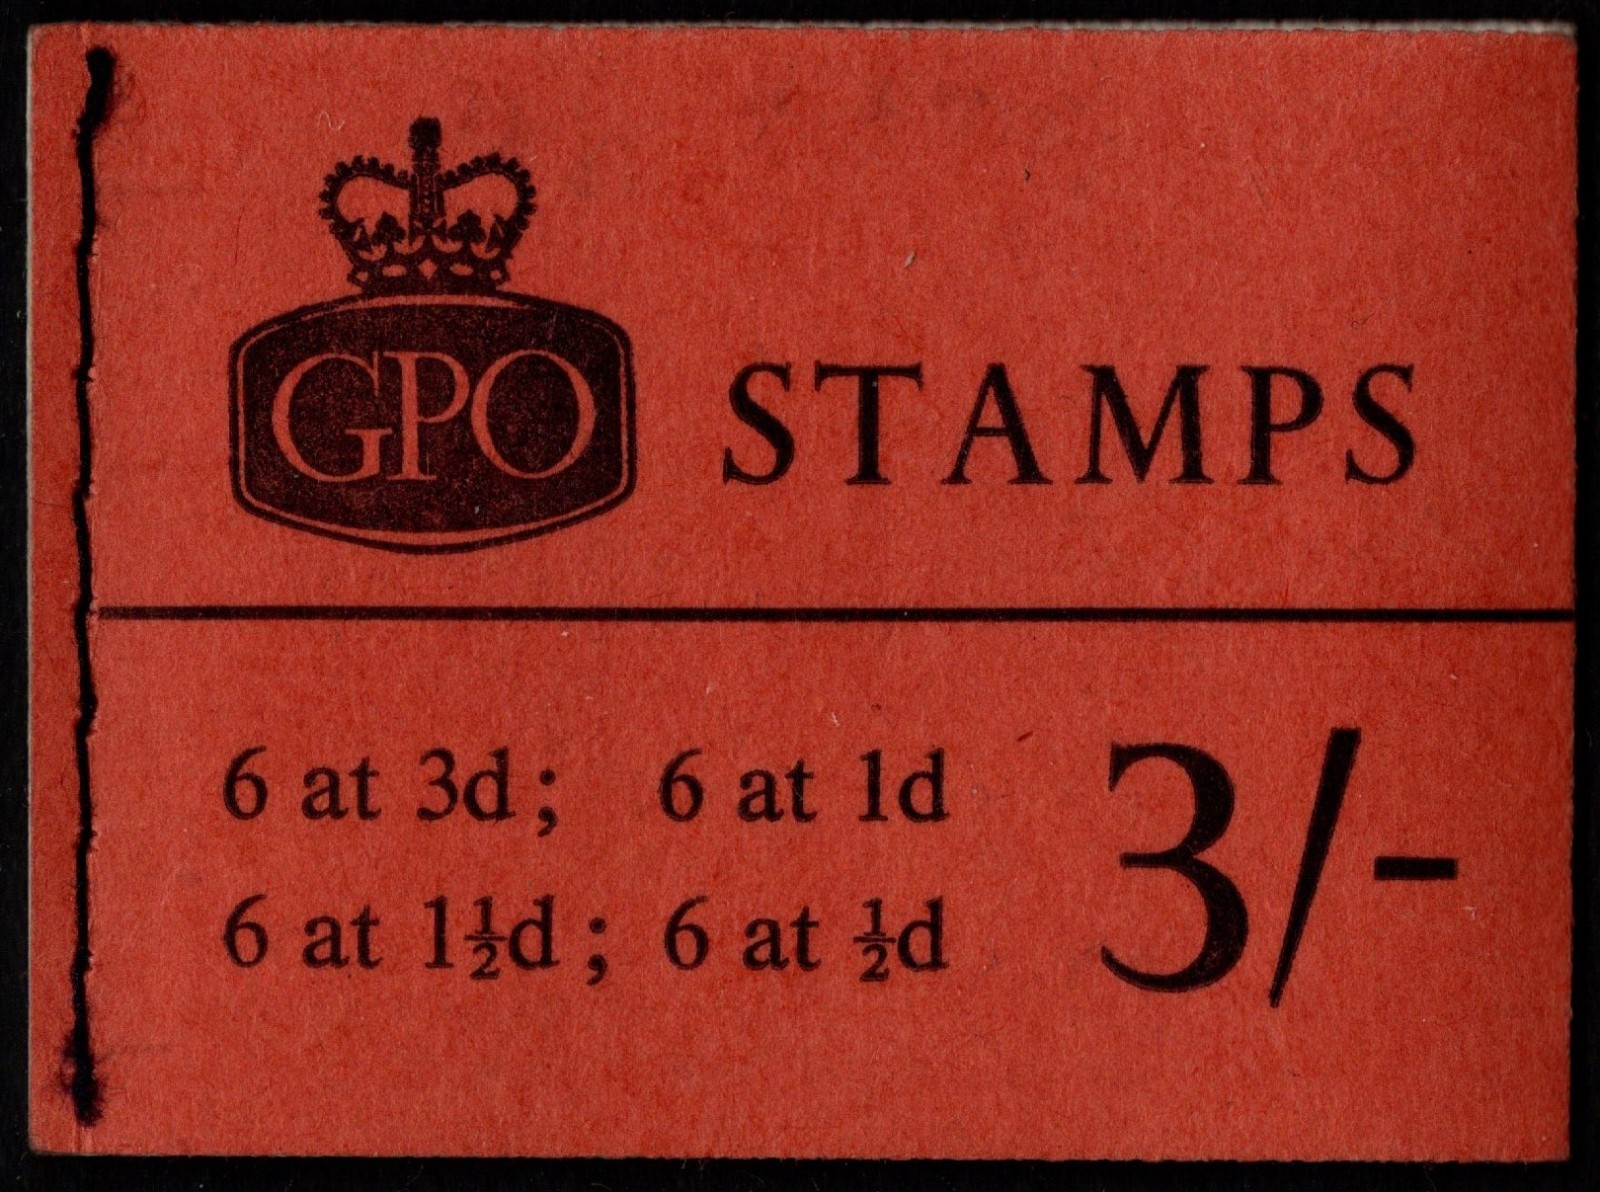 GPO STAMPS
6 at 3d; 6 at 1d
6 at 1½d; 6 at ½d
3/-